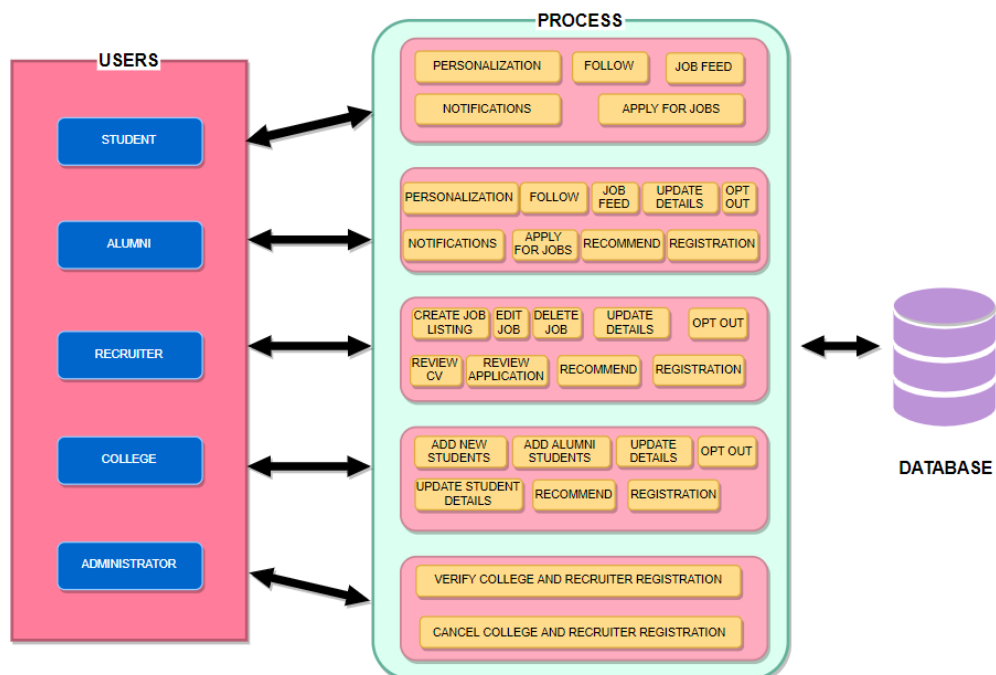 PROCESS
USERS
PERSONALIZATION
FOLLOW
JOB FEED
NOTIFICATIONS
APPLY FOR JOBS
STUDENT
PERSONALIZATION
FOLLOW
JOB
FEED
UPDATE
DETAILS
OPT
OUT
NOTIFICATIONS
APPLY
FOR JOBS
RECOMMEND
REGISTRATION
ALUMNI
CREATE JOB
LISTING
EDIT
JOB
DELETE
JOB
UPDATE
DETAILS
OPT OUT
REVIEW
CV
REVIEW
APPLICATION
RECOMMEND
REGISTRATION
RECRUITER
ADD NEW
STUDENTS
ADD ALUMNI
STUDENTS
UPDATE
DETAILS
OPT OUT
UPDATE STUDENT
DETAILS
RECOMMEND
REGISTRATION
COLLEGE
DATABASE
ADMINISTRATOR
VERIFY COLLEGE AND RECRUITER REGISTRATION
CANCEL COLLEGE AND RECRUITER REGISTRATION